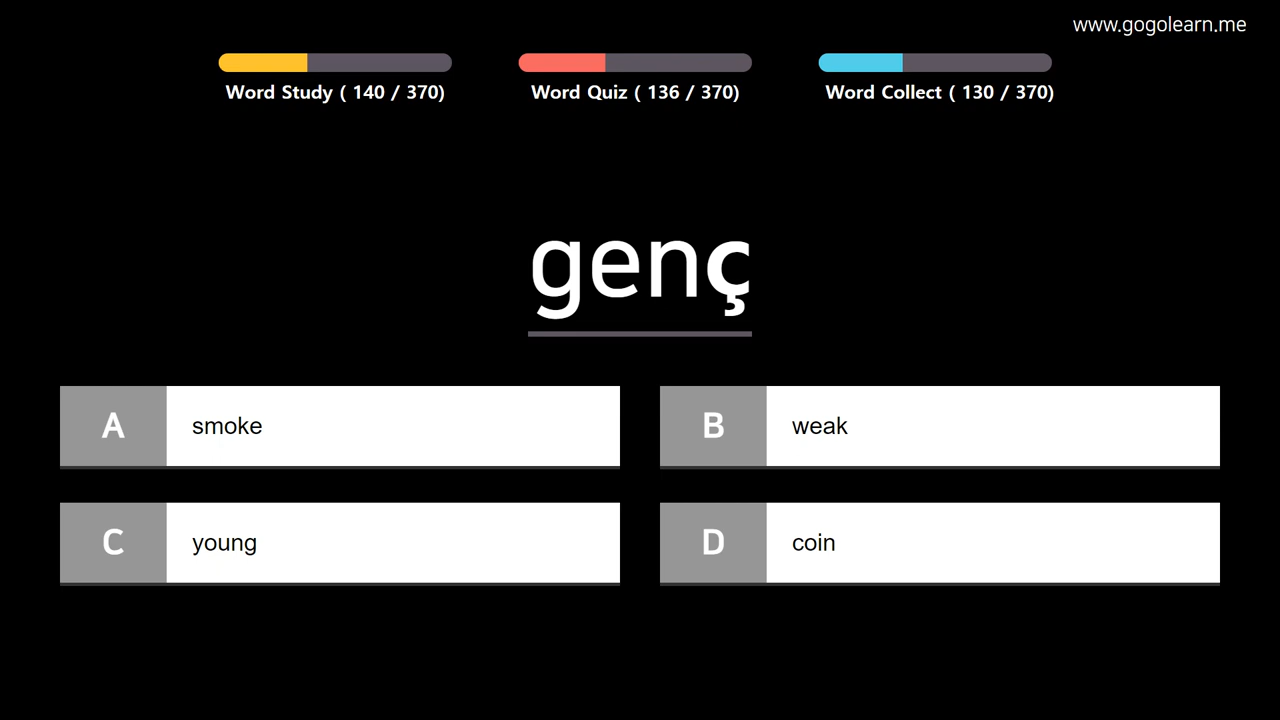 www.gogolearn.me
Word Study ( 140 / 370)
Word Quiz ( 136 / 370)
Word Collect ( 130 / 370)
genç
A smoke
B weak
C young
D coin